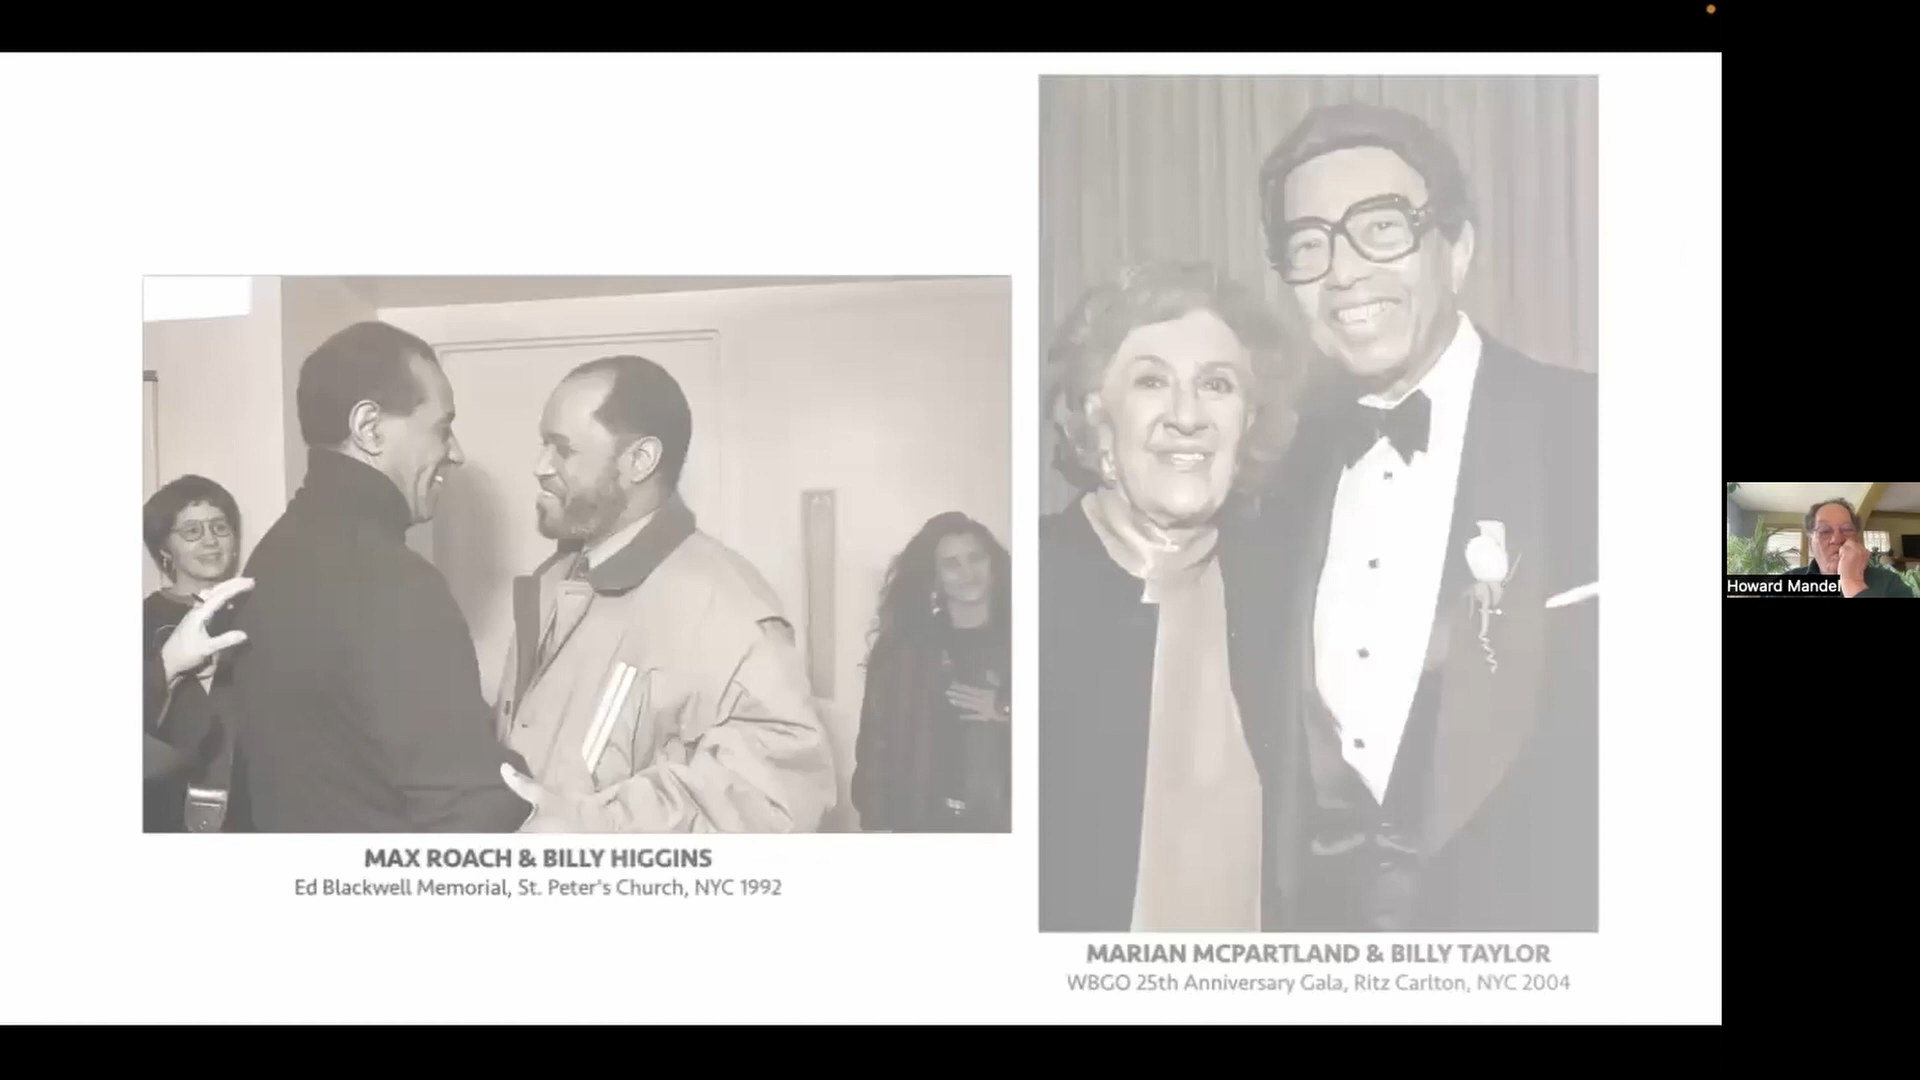 MAX ROACH & BILLY HIGGINS
Ed Blackwell Memorial, St. Peter's Church, NYC 1992
MARIAN MCPARTLAND & BILLY TAYLOR
WBGO 25th Anniversary Gala, Ritz Carlton, NYC 2004
Howard Mandel